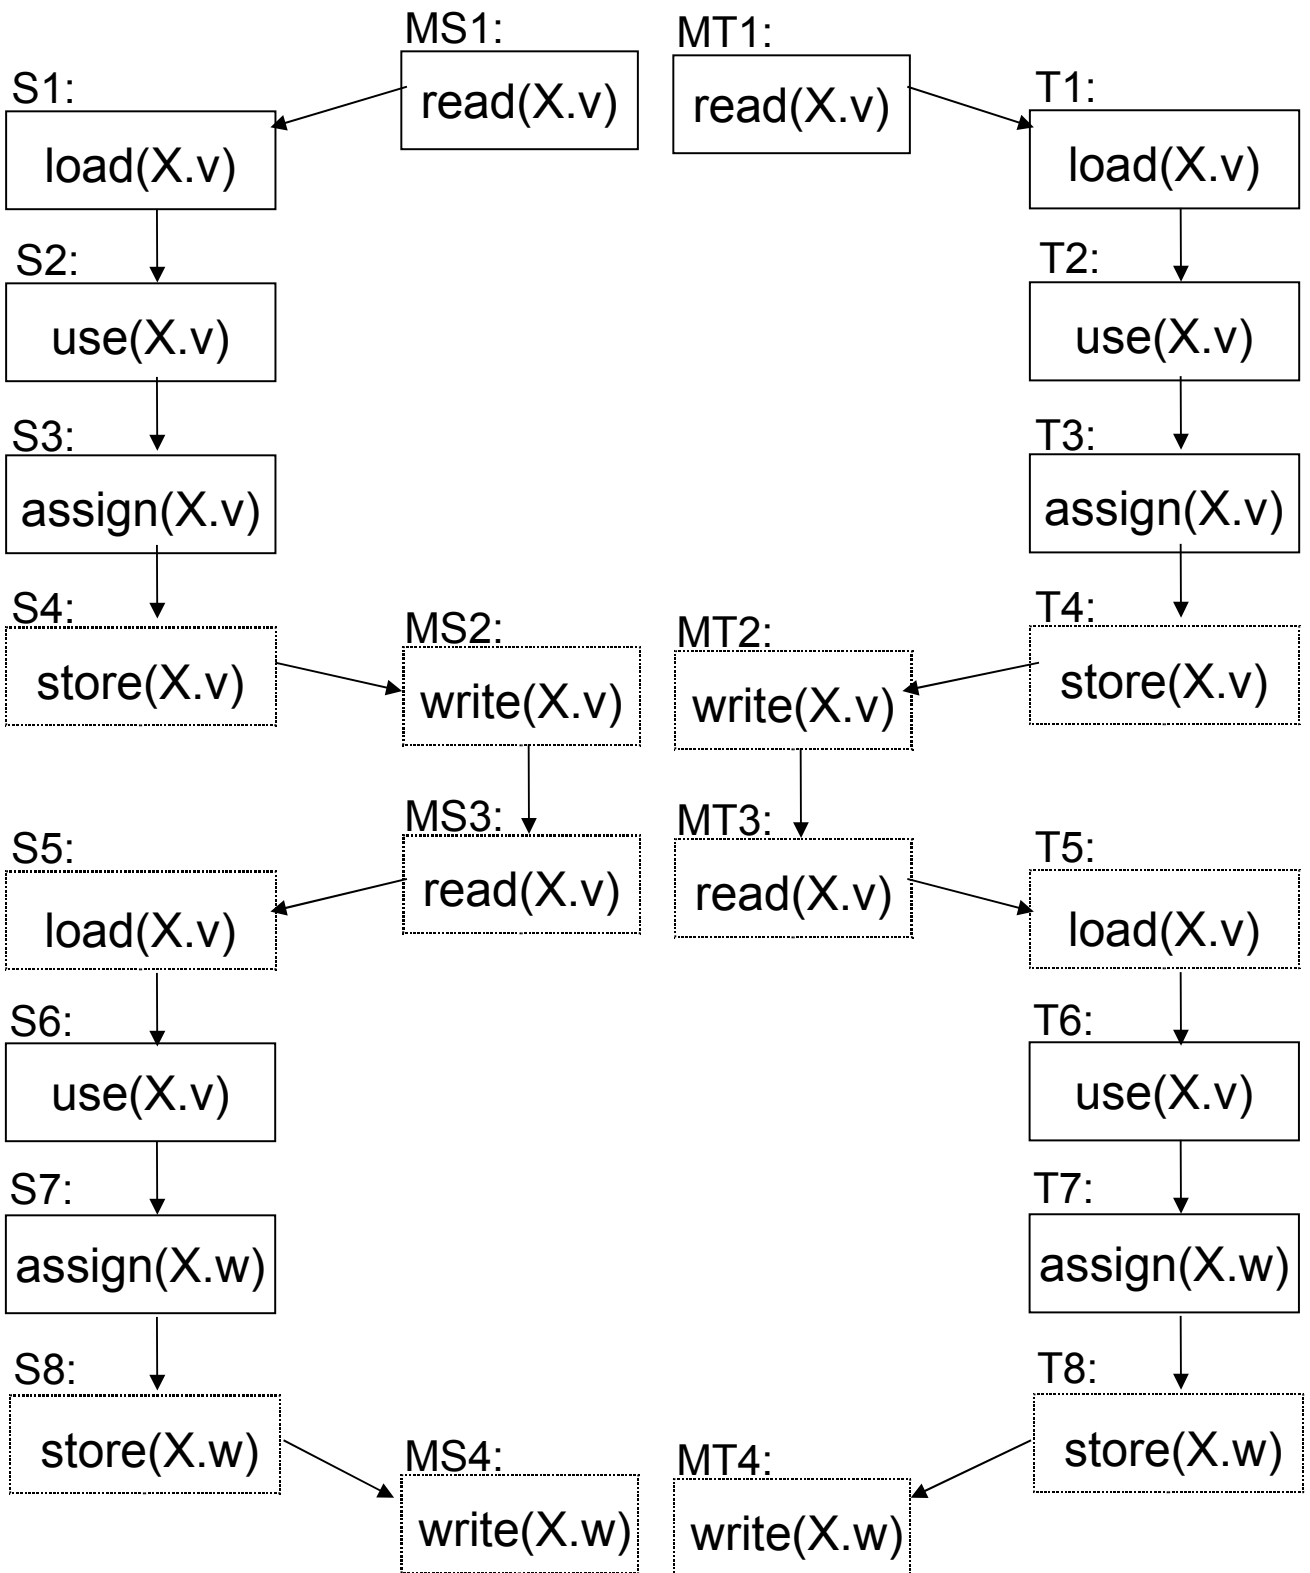 MS1:
MT1:
S1:
read(X.v)
read(X.v)
T1:
load(X.v)
load(X.v)
S2:
T2:
use(X.v)
use(X.v)
S3:
T3:
assign(X.v)
assign(X.v)
S4:
MS2:
MT2:
T4:
store(X.v)
write(X.v)
write(X.v)
store(X.v)
S5:
MS3:
MT3:
T5:
load(X.v)
read(X.v)
read(X.v)
load(X.v)
S6:
T6:
use(X.v)
use(X.v)
S7:
T7:
assign(X.w)
assign(X.w)
S8:
T8:
store(X.w)
MS4:
MT4:
store(X.w)
write(X.w)
write(X.w)